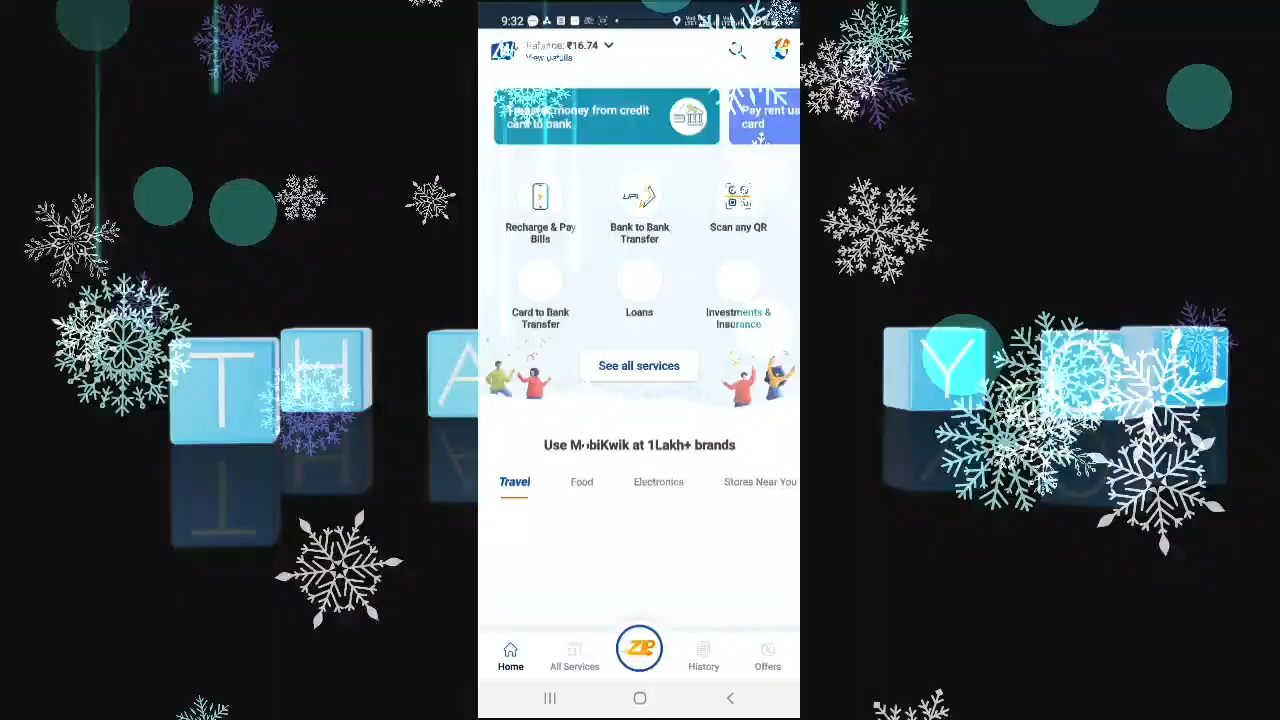 9:32
Balance: ₹16.74
View Details
money from credit
card to bank
Pay rent us
card
Recharge & Pay
Bills
UPI
Bank to Bank
Transfer
Scan any QR
Card to Bank
Transfer
Loans
Investments &
Insurance
See all services
T H A
Y
Use MobiKwik at 1Lakh+ brands
Travel
Food
Electronics
Stores Near You
ZIP
Home
All Services
History
Offers